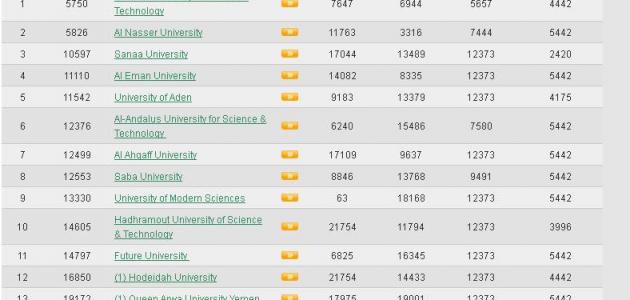 1 5750 Technology 7647 6944 5657 4442
2 5826 Al Nasser University 11763 3316 7444 5442
3 10597 Sanaa University 17044 13489 12373 2420
4 11110 Al Eman University 14082 8335 12373 5442
5 11542 University of Aden 9183 13379 12373 4175
6 12376 Al-Andalus University for Science & 6240 15486 7580 5442
Technology
7 12499 Al Ahgaff University 17109 9637 12373 5442
8 12553 Saba University 8846 13768 9491 5442
9 13330 University of Modern Sciences 63 18168 12373 5442
10 14605 Hadhramout University of Science 21754 11794 12373 3996
& Technology
11 14797 Future University 6825 16345 12373 5442
12 16850 (1) Hodeidah University 21754 14433 12373 4442
13 19172 (1) Queen Arwa University Yemen 17975 19001 12373 5442